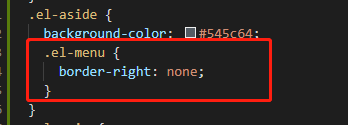 .el-aside {
background-color: #545c64;
.el-menu {
border-right: none;
}
}